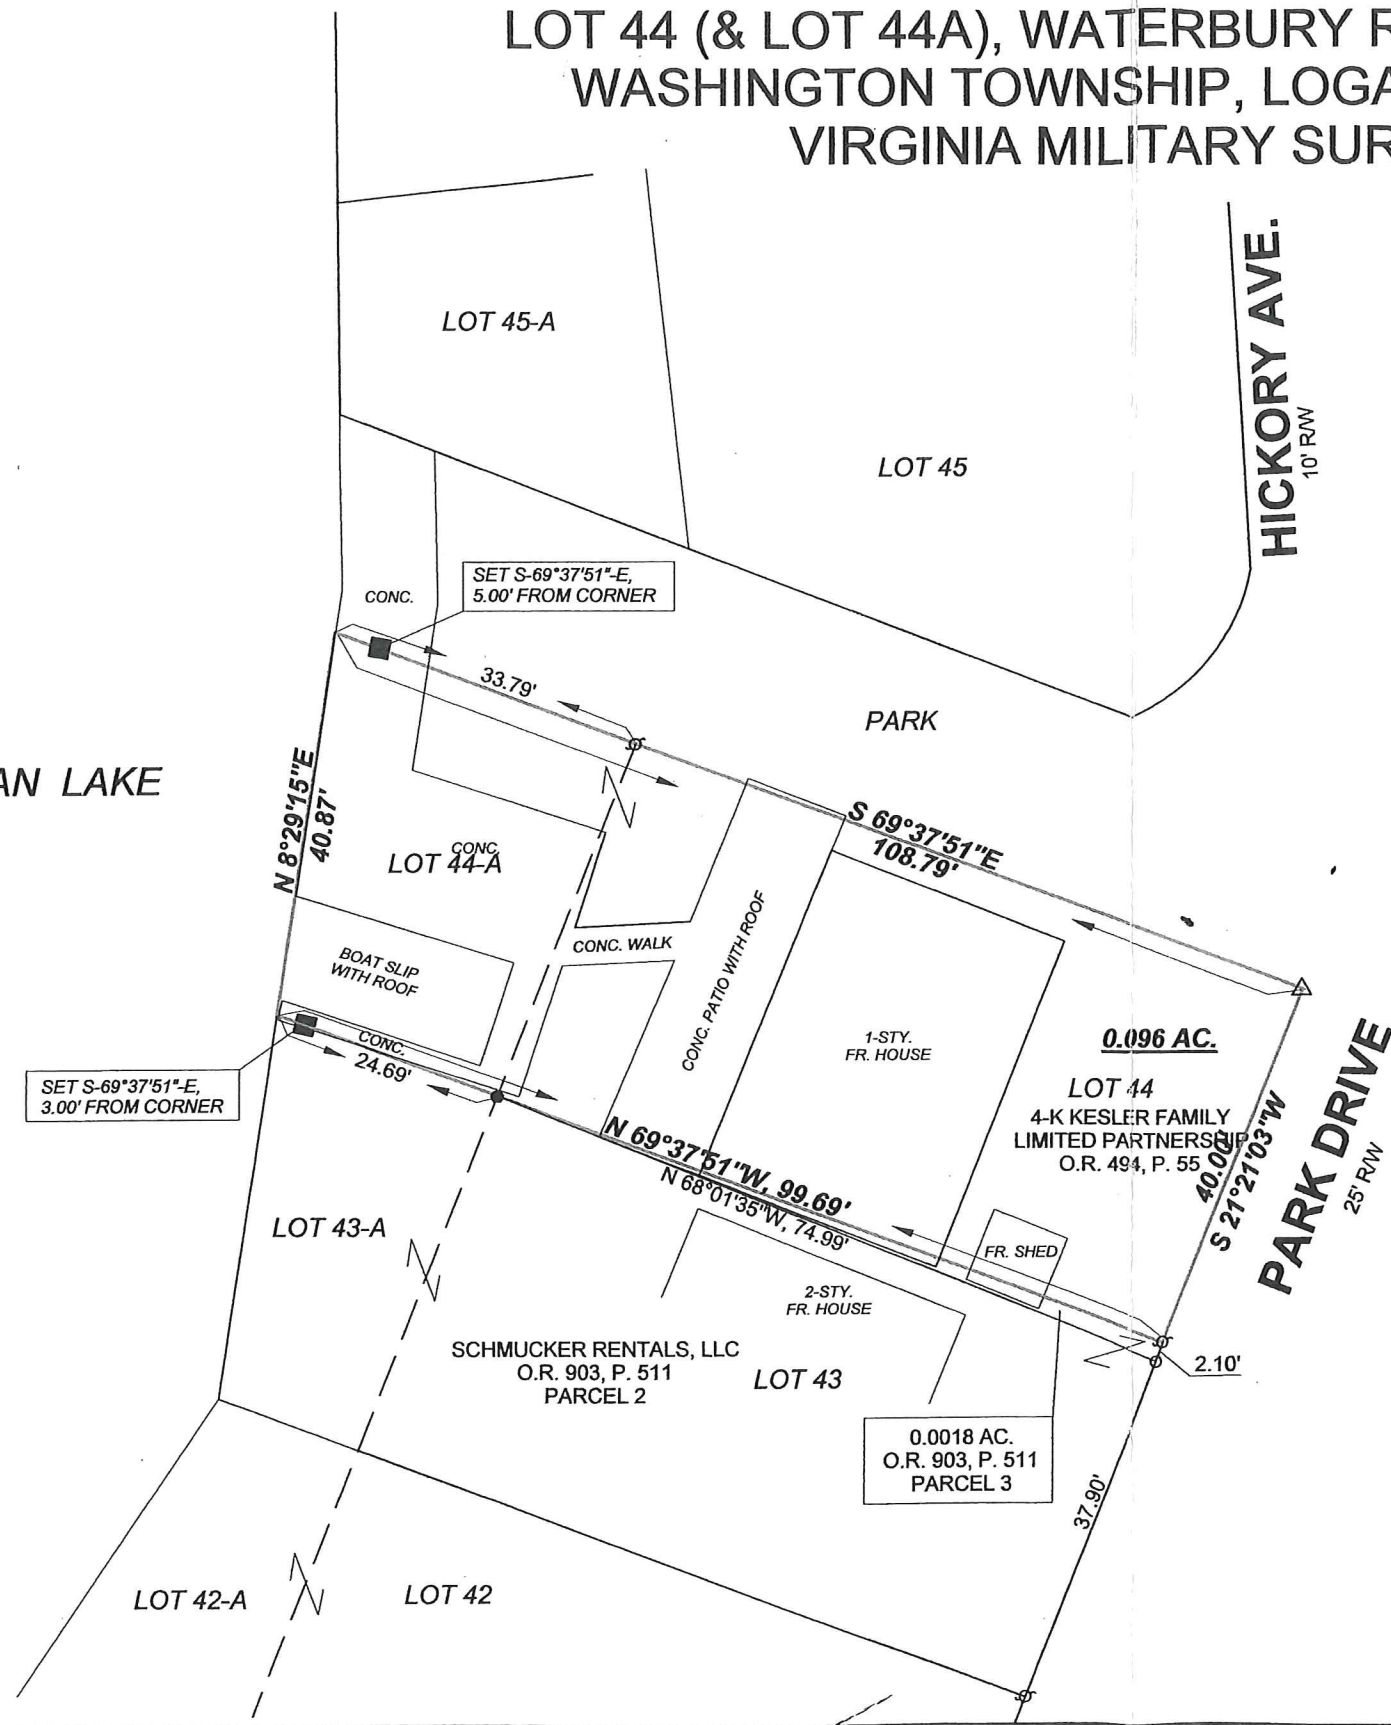 LOT 44 (& LOT 44A), WATERBURY R
WASHINGTON TOWNSHIP, LOGA
VIRGINIA MILITARY SUR
HICKORY AVE.
10' R/W
LOT 45-A
LOT 45
SET S-69°37'51"-E,
5.00' FROM CORNER
CONC.
33.79'
PARK
AN LAKE
N 8°29'15"E
40.87'
S 69°37'51"E
108.79'
CONC.
LOT 44-A
CONC. WALK
BOAT SLIP
WITH ROOF
CONC. PATIO WITH ROOF
1-STY.
FR. HOUSE
0.096 AC.
LOT 44
4-K KESLER FAMILY
LIMITED PARTNERSHIP
O.R. 494, P. 55
40.00'
S 21°21'03"W
PARK DRIVE
25' R/W
CONC.
24.69'
SET S-69°37'51"-E,
3.00' FROM CORNER
N 69°37'51"W, 99.69'
N 68°01'35"W, 74.99'
FR. SHED
LOT 43-A
2-STY.
FR. HOUSE
SCHMUCKER RENTALS, LLC
O.R. 903, P. 511
PARCEL 2
LOT 43
2.10'
0.0018 AC.
O.R. 903, P. 511
PARCEL 3
37.90'
LOT 42-A
LOT 42